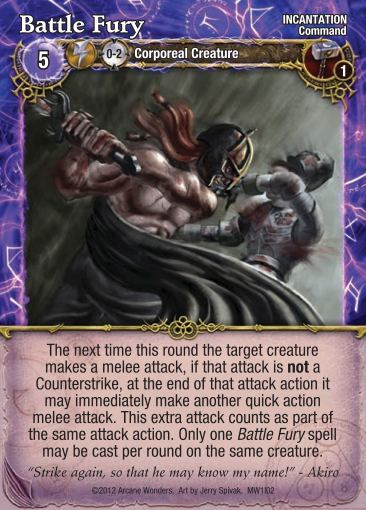 Battle Fury
INCANTATION
Command
5
0-2
Corporeal Creature
1
The next time this round the target creature
makes a melee attack, if that attack is not a
Counterstrike, at the end of that attack action it
may immediately make another quick action
melee attack. This extra attack counts as part of
the same attack action. Only one Battle Fury spell
may be cast per round on the same creature.
“Strike again, so that he may know my name!” - Akiro
©2012 Arcane Wonders. Art by Jerry Spivak. MW1I02